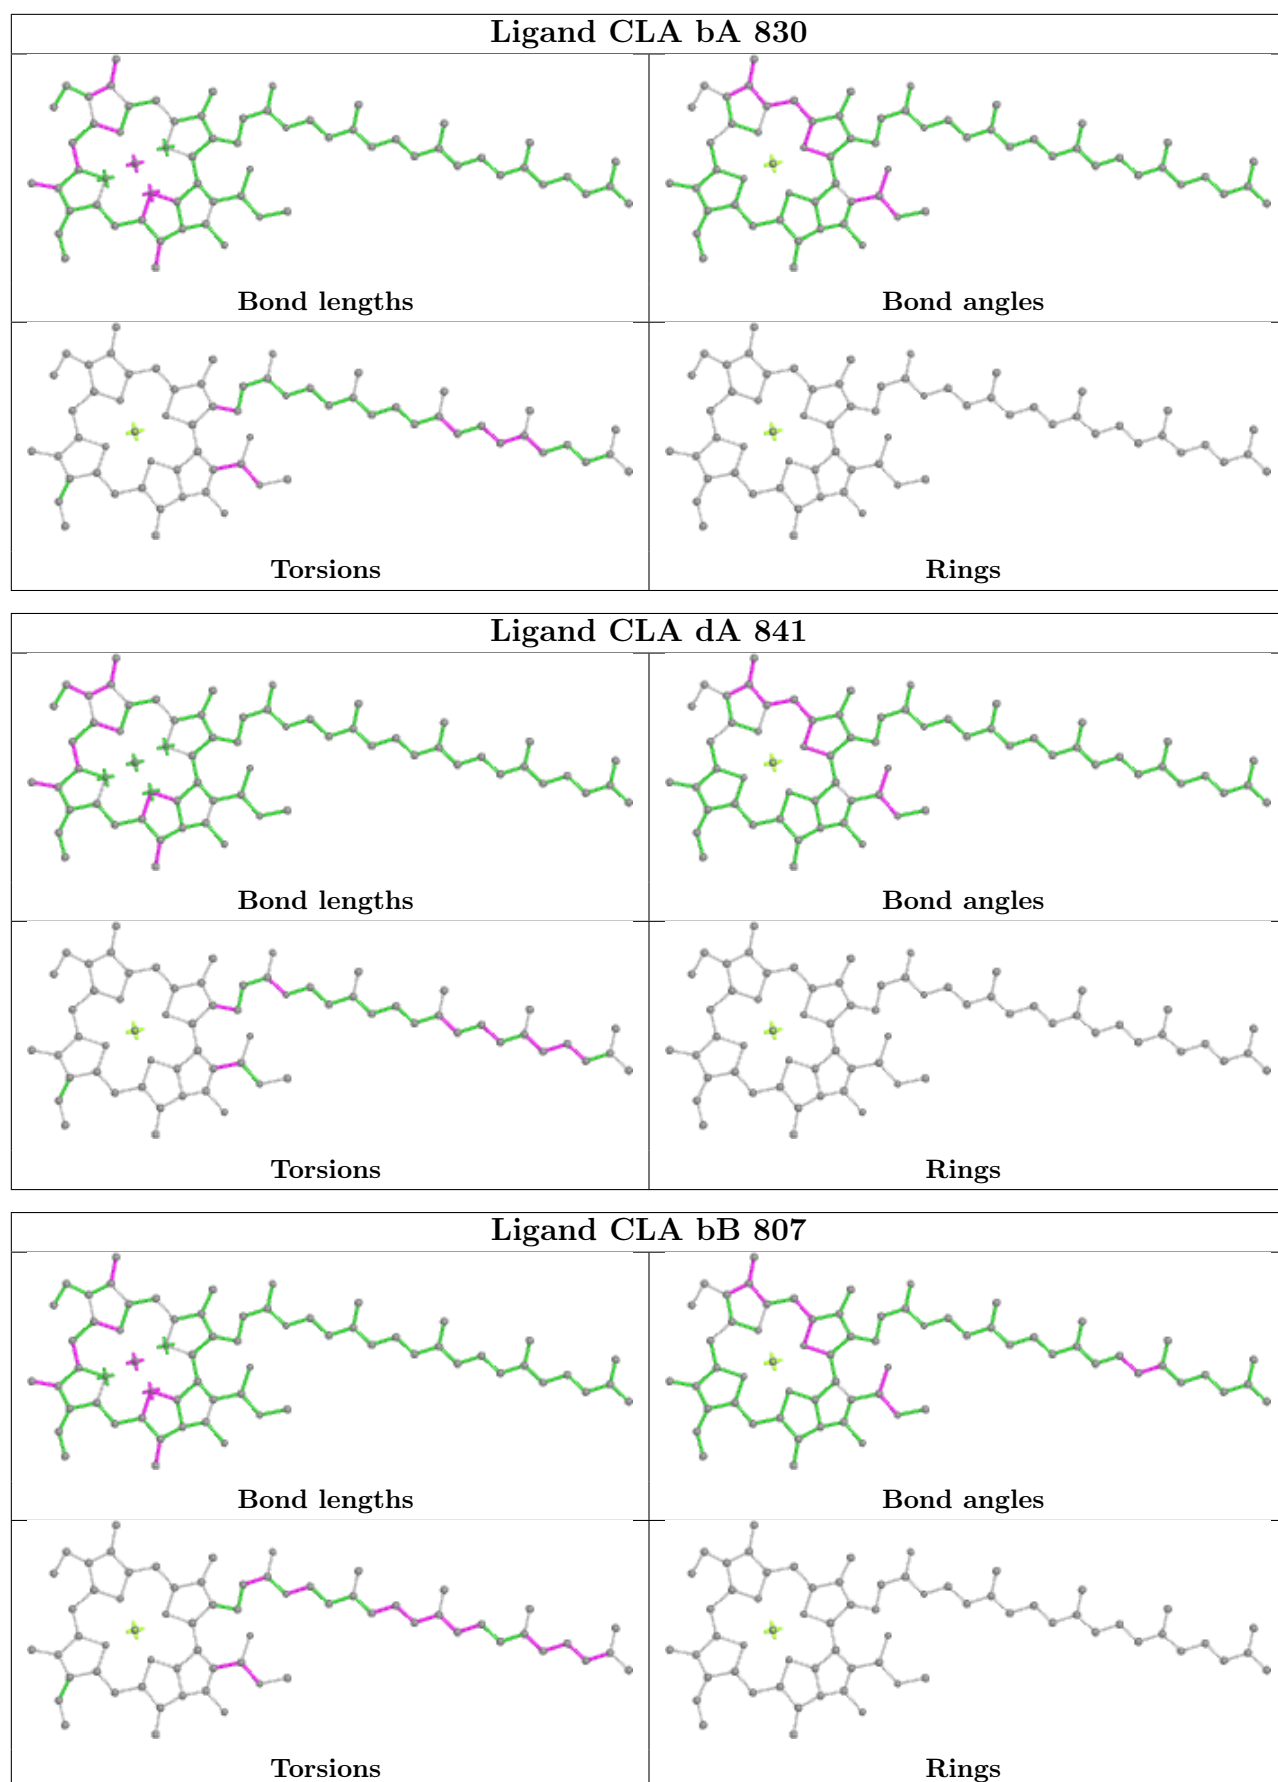 Ligand CLA bA 830
Bond lengths
Bond angles
Torsions
Rings
Ligand CLA dA 841
Bond lengths
Bond angles
Torsions
Rings
Ligand CLA bB 807
Bond lengths
Bond angles
Torsions
Rings